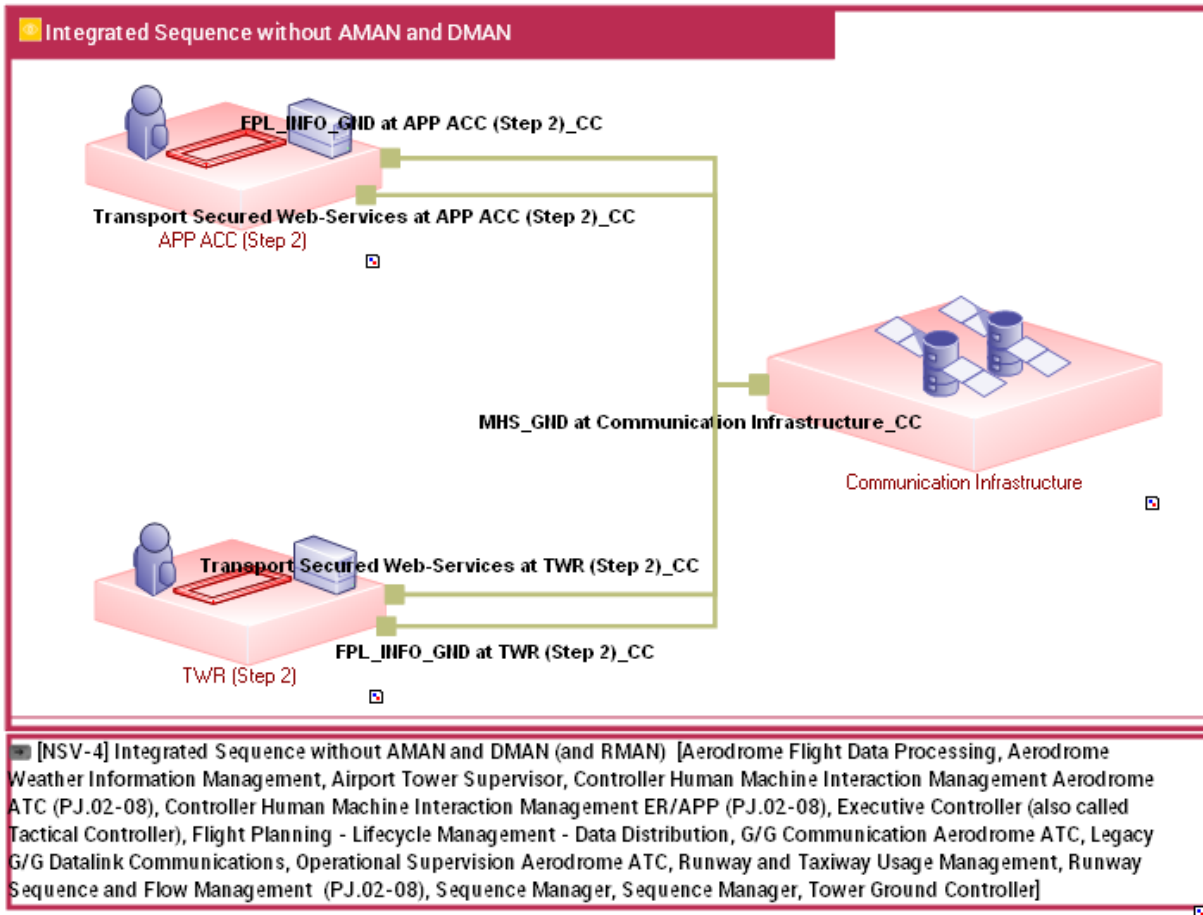 Integrated Sequence without AMAN and DMAN
FPL_INFO_GND at APP ACC (Step 2)_CC
Transport Secured Web-Services at APP ACC (Step 2)_CC
APP ACC (Step 2)
MHS_GND at Communication Infrastructure_CC
Communication Infrastructure
Transport Secured Web-Services at TWR (Step 2)_CC
FPL_INFO_GND at TWR (Step 2)_CC
TWR (Step 2)
[NSV-4] Integrated Sequence without AMAN and DMAN (and RMAN) [Aerodrome Flight Data Processing, Aerodrome
Weather Information Management, Airport Tower Supervisor, Controller Human Machine Interaction Management Aerodrome
ATC (PJ.02-08), Controller Human Machine Interaction Management ER/APP (PJ.02-08), Executive Controller (also called
Tactical Controller), Flight Planning - Lifecycle Management - Data Distribution, G/G Communication Aerodrome ATC, Legacy
G/G Datalink Communications, Operational Supervision Aerodrome ATC, Runway and Taxiway Usage Management, Runway
Sequence and Flow Management (PJ.02-08), Sequence Manager, Sequence Manager, Tower Ground Controller]